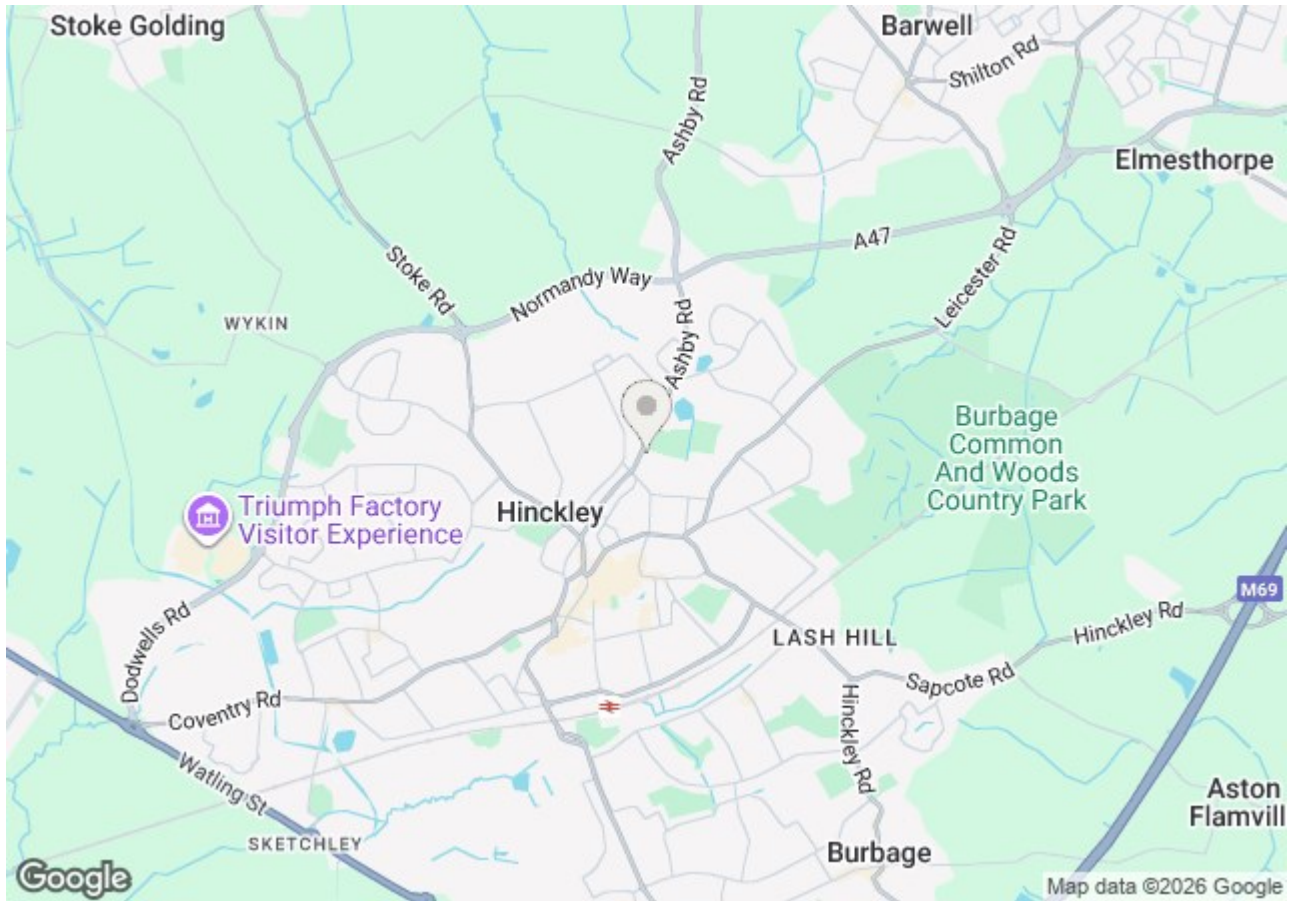 Stoke Golding
Barwell
Shilton Rd
Ashby Rd
Elmesthorpe
A47
Stoke Rd
Normandy Way
Leicester Rd
WYKIN
Ashby Rd
Burbage
Common
And Woods
Country Park
Triumph Factory
Visitor Experience
Hinckley
M69
Dodwells Rd
LASH HILL
Hinckley Rd
Sapcote Rd
Coventry Rd
Hinckley Rd
Watling St
Aston
Flamvill
SKETCHLEY
Burbage
Google
Map data ©2026 Google